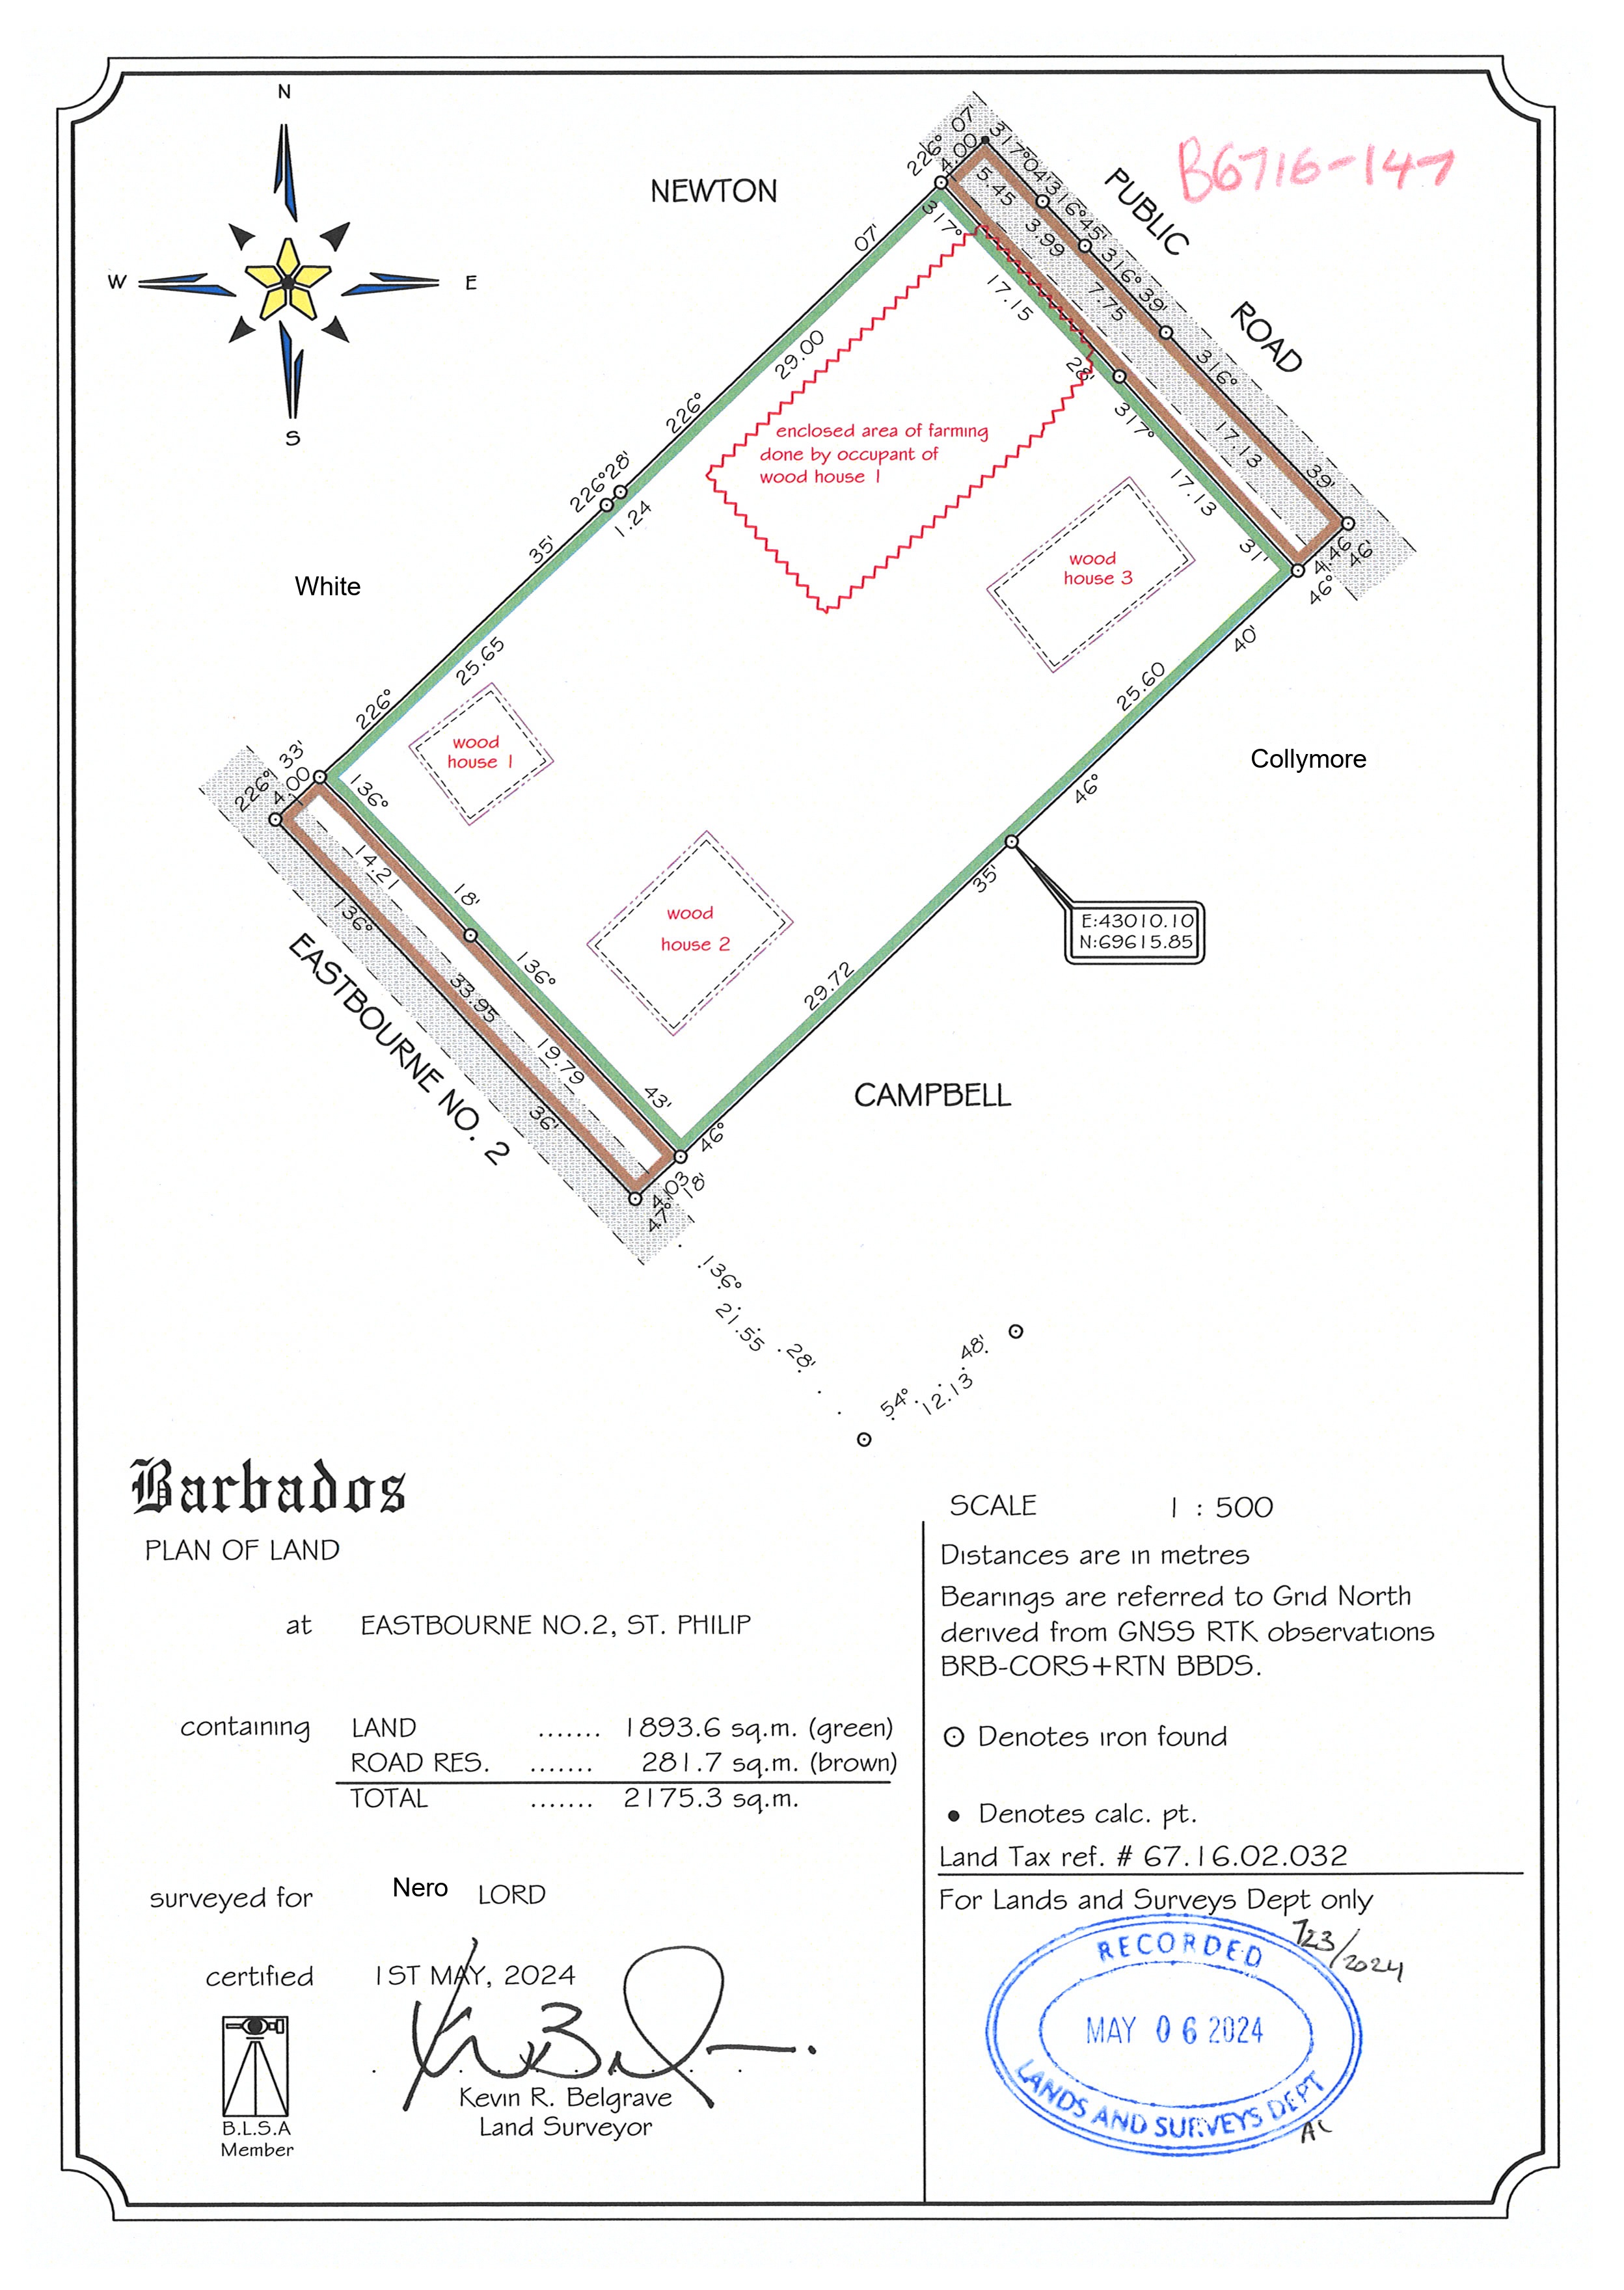 N
W
E
S
NEWTON
PUBLIC
ROAD
B6716-147
226° 07'
4.00
317°04'
5.45
316°45'
3.99
316°39'
7.75
316°
17.13
39'
317°
17.15
28'
317°
17.13
31'
4.46
46°
46'
07'
29.00
226°
226°28'
1.24
35'
25.65
226°
enclosed area of farming
done by occupant of
wood house 1
wood
house 3
White
40'
25.60
46°
Collymore
wood
house 1
226° 33'
4.00
136°
14.21
18'
136°
33.95
36'
136°
19.79
43'
wood
house 2
35'
29.72
46°
E:43010.10
N:69615.85
EASTBOURNE NO. 2
CAMPBELL
4.03
47°
18'
136°
21.55
28'
54°
48'
12.13
Barbados
PLAN OF LAND
at EASTBOURNE NO.2, ST. PHILIP
containing LAND ....... 1893.6 sq.m. (green)
ROAD RES. ....... 281.7 sq.m. (brown)
TOTAL ....... 2175.3 sq.m.
surveyed for Nero LORD
certified 1ST MAY, 2024
Kevin R. Belgrave
Land Surveyor
B.L.S.A
Member
SCALE 1 : 500
Distances are in metres
Bearings are referred to Grid North
derived from GNSS RTK observations
BRB-CORS+RTN BBDS.
Denotes iron found
Denotes calc. pt.
Land Tax ref. # 67.16.02.032
For Lands and Surveys Dept only
723/2024
RECORDED
MAY 06 2024
LANDS AND SURVEYS DEPT